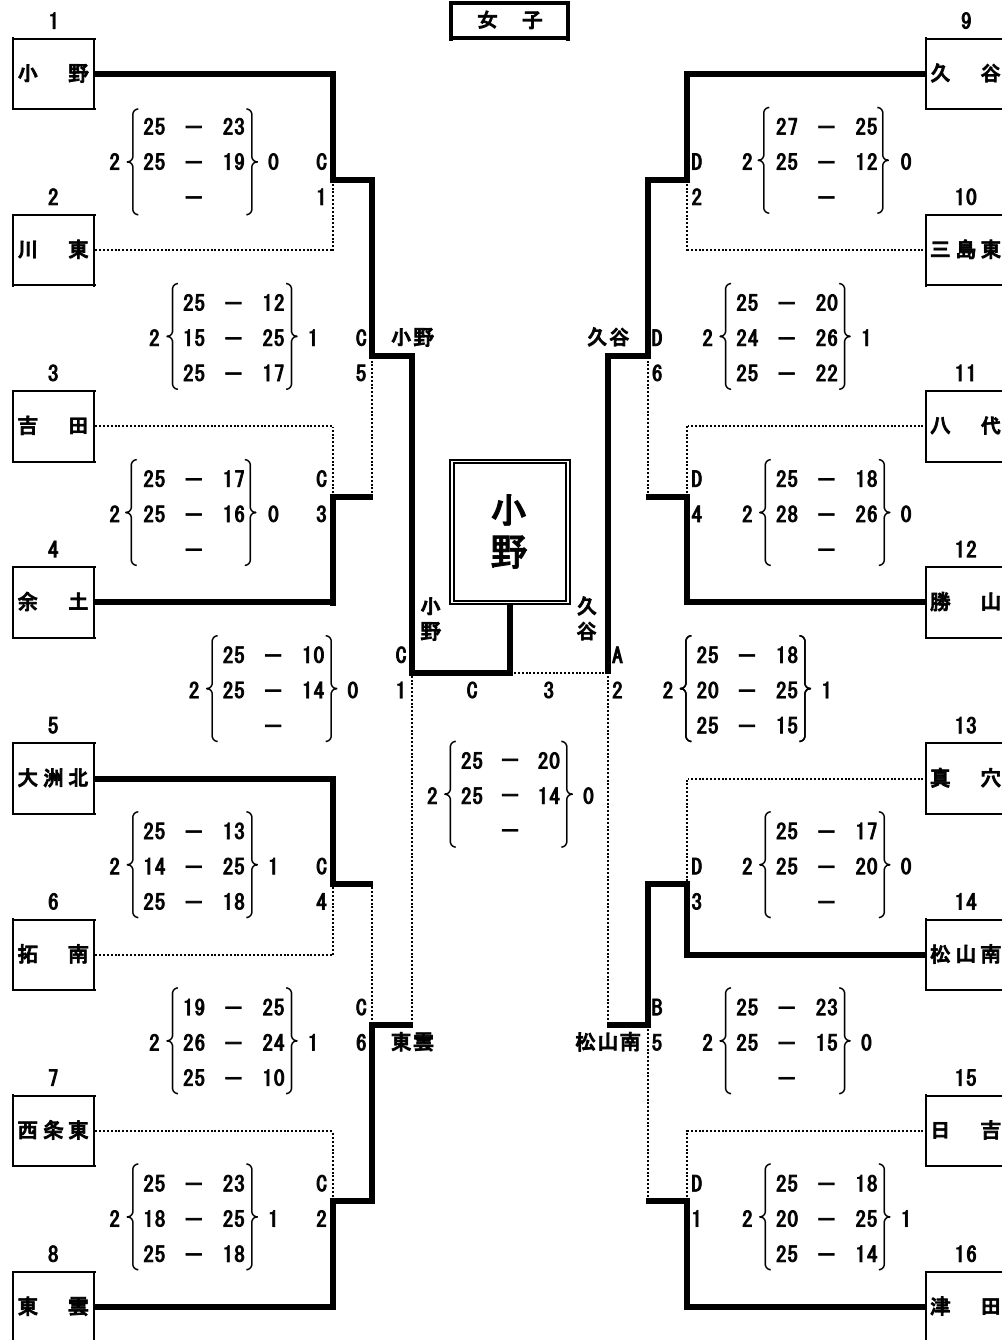 女 子
1
小 野
25 － 23
2 25 － 19 0
－
C
1
2
川 東
25 － 12
2 15 － 25 1
25 － 17
C
5
小野
3
吉 田
25 － 17
2 25 － 16 0
－
C
3
4
余 土
25 － 10
2 25 － 14 0
－
C
1
小野
5
大洲北
25 － 13
2 14 － 25 1
25 － 18
C
4
6
拓 南
19 － 25
2 26 － 24 1
25 － 10
C
6
東雲
7
西条東
25 － 23
2 18 － 25 1
25 － 18
C
2
8
東 雲
小野
C 3
25 － 20
2 25 － 14 0
－
9
久 谷
27 － 25
2 25 － 12 0
－
D
2
10
三島東
久谷
D
6
25 － 20
2 24 － 26 1
25 － 22
11
八 代
D
4
25 － 18
2 28 － 26 0
－
12
勝 山
久谷
A
2
25 － 18
2 20 － 25 1
25 － 15
13
真 穴
25 － 17
2 25 － 20 0
－
D
3
14
松山南
松山南
B
5
25 － 23
2 25 － 15 0
－
15
日 吉
D
1
25 － 18
2 20 － 25 1
25 － 14
16
津 田